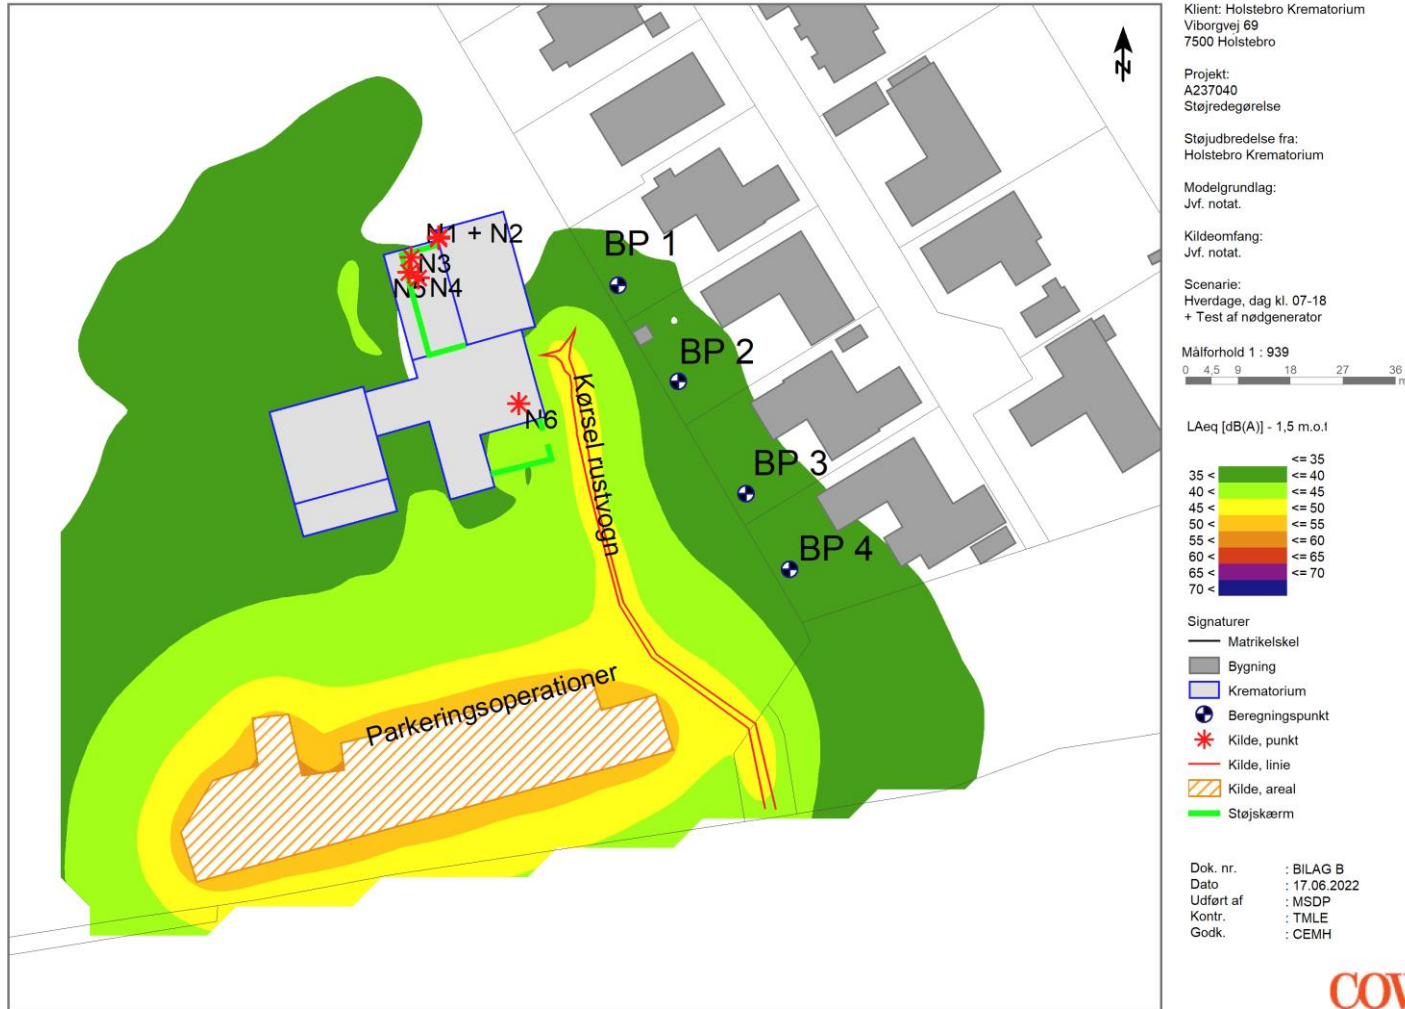 Klient: Holstebro Krematorium
Viborgvej 69
7500 Holstebro
Projekt:
A237040
Støjredegørelse
Støjudbredelse fra:
Holstebro Krematorium
Modelgrundlag:
Jvf. notat.
Kildeomfang:
Jvf. notat.
Scenarie:
Hverdage, dag kl. 07-18
+ Test af nødgenerator
Målforhold 1 : 939
0 4,5 9 18 27 36
m
LAeq [dB(A)] - 1,5 m.o.t
<= 35
35 < <= 40
40 < <= 45
45 < <= 50
50 < <= 55
55 < <= 60
60 < <= 65
65 < <= 70
70 <
Signaturer
Matrikelskel
Bygning
Krematorium
Beregningspunkt
Kilde, punkt
Kilde, linie
Kilde, areal
Støjskærm
Dok. nr. : BILAG B
Dato : 17.06.2022
Udført af : MSDP
Kontr. : TMLE
Godk. : CEMH
N
N1 + N2
N3
N5 N4
N6
BP 1
BP 2
BP 3
BP 4
Kørsel rustvogn
Parkeringsoperationer